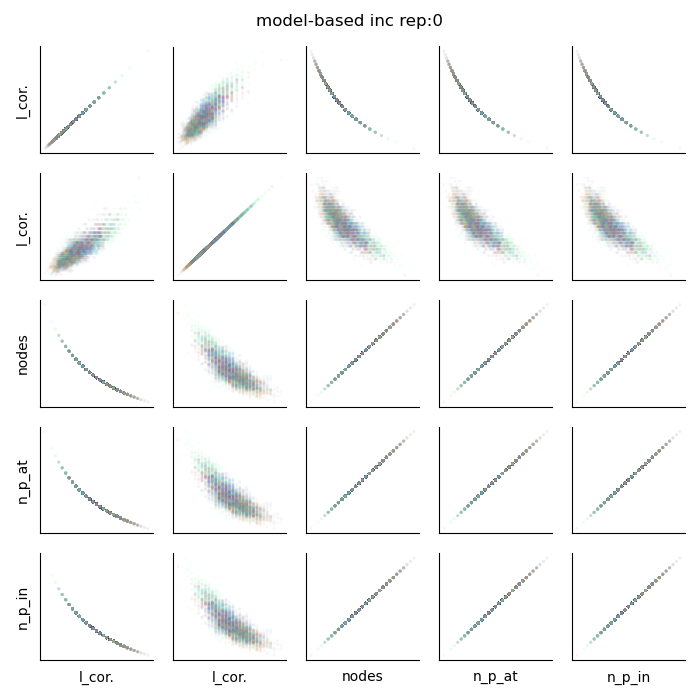 model-based inc rep:0
l_cor.
l_cor.
nodes
n_p_at
n_p_in
l_cor.
l_cor.
nodes
n_p_at
n_p_in